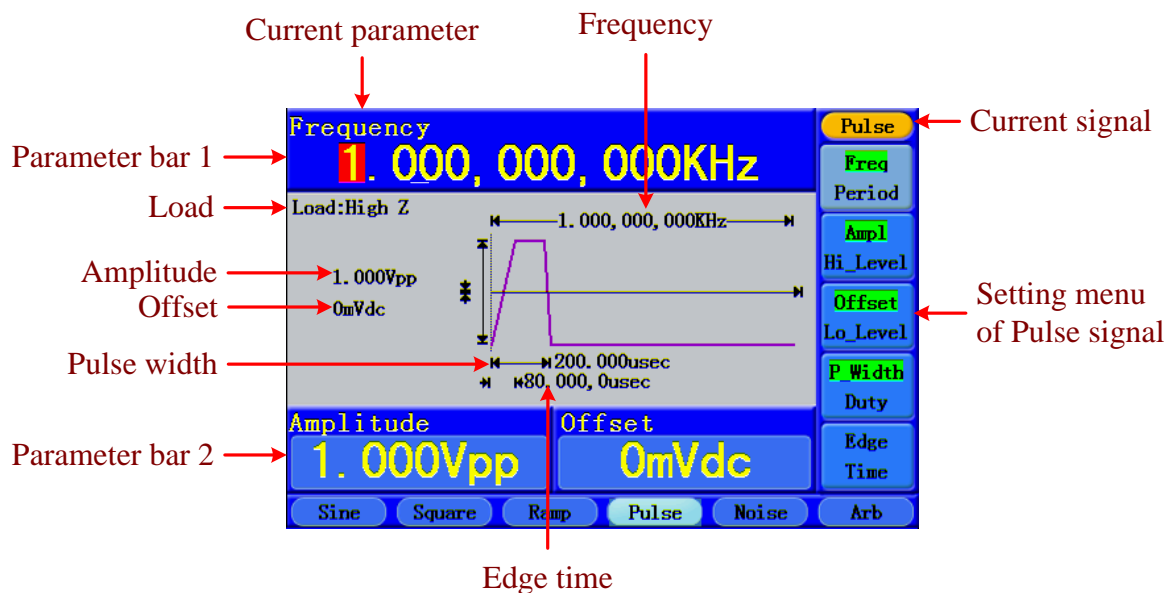 Current parameter
Frequency
Parameter bar 1
Load
Amplitude
Offset
Pulse width
Parameter bar 2
Frequency
1. 000, 000, 000KHz
Load:High Z
1.000,000,000KHz
1.000Vpp
0mVdc
200.000usec
80.000,0usec
Amplitude
Offset
1. 000Vpp
0mVdc
Sine
Square
Ramp
Pulse
Noise
Arb
Pulse
Freq
Period
Ampl
Hi_Level
Offset
Lo_Level
P_Width
Duty
Edge
Time
Current signal
Setting menu
of Pulse signal
Edge time